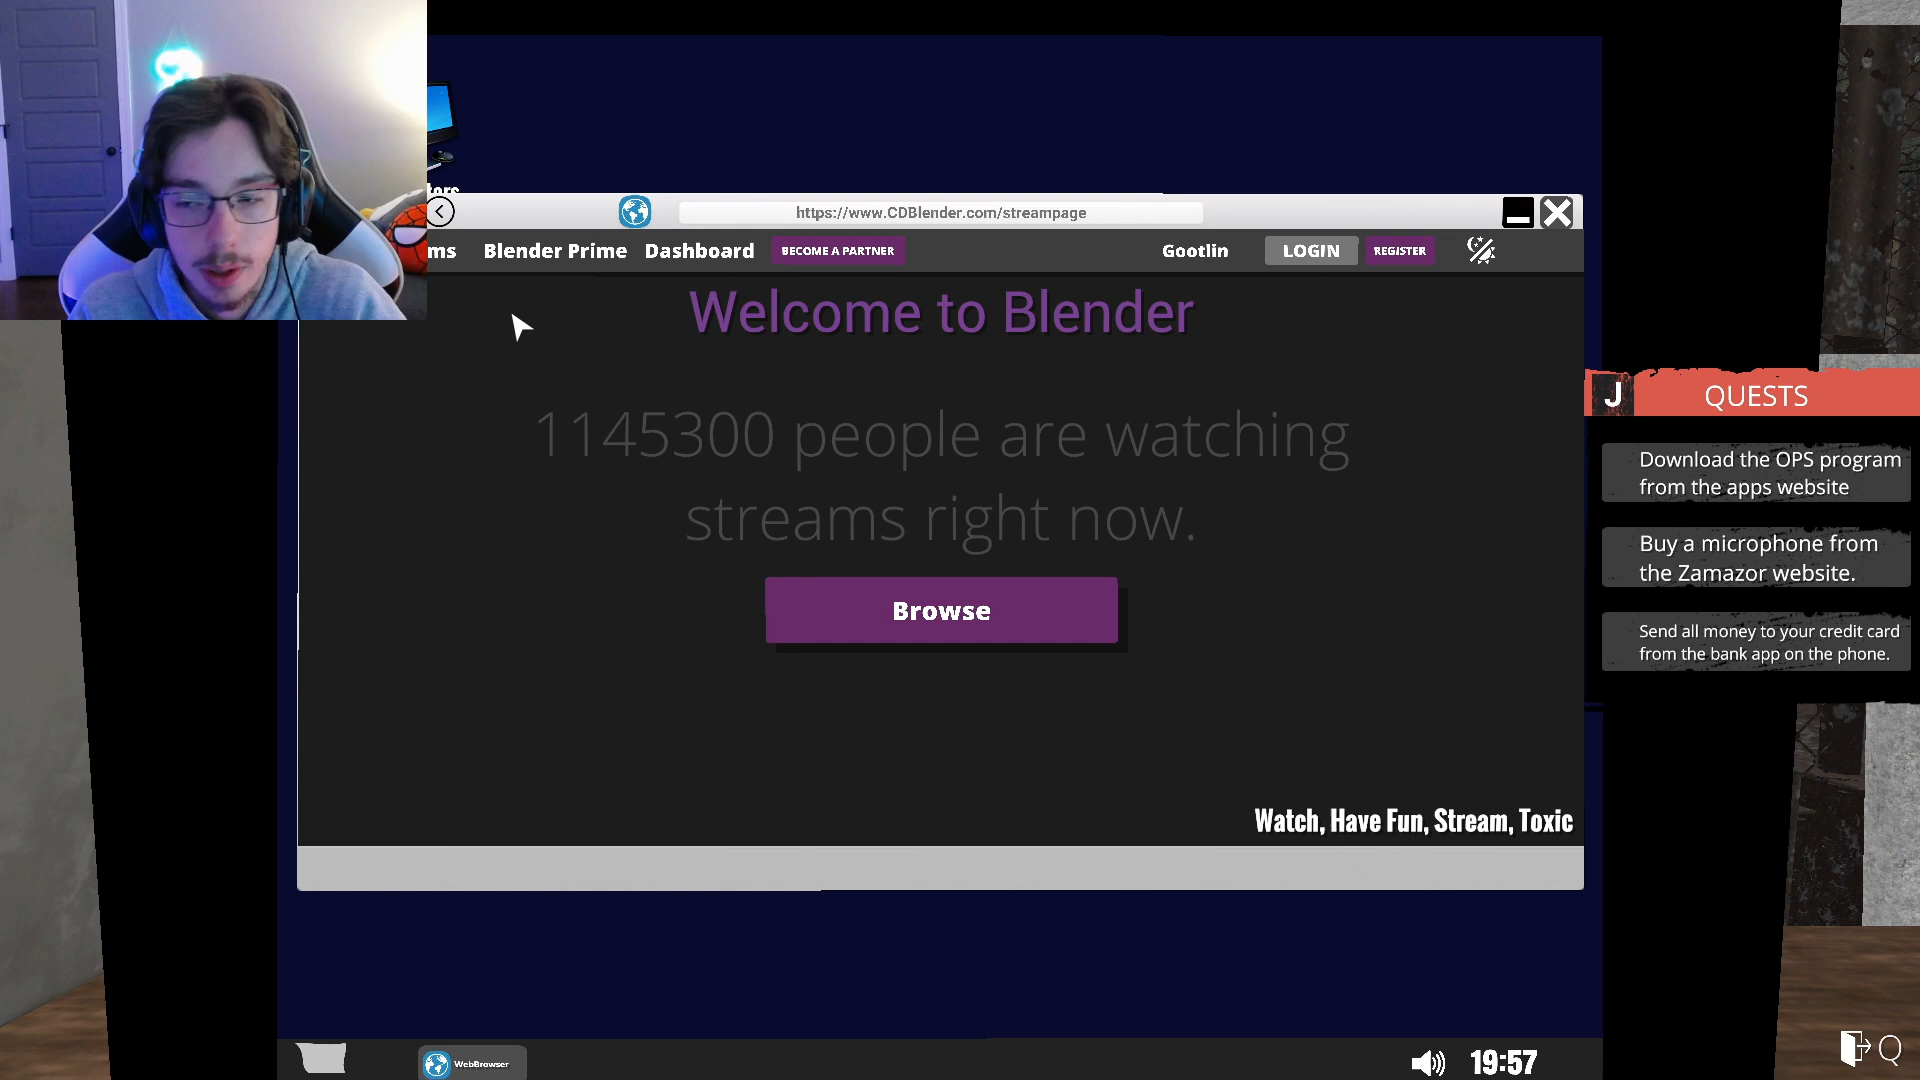 https://www.CDBlender.com/streampage
Blender Prime Dashboard BECOME A PARTNER Gootlin LOGIN REGISTER
Welcome to Blender
1145300 people are watching
streams right now.
Browse
Watch, Have Fun, Stream, Toxic
J QUESTS
Download the OPS program
from the apps website
Buy a microphone from
the Zamazor website.
Send all money to your credit card
from the bank app on the phone.
WebBrowser
19:57
Q